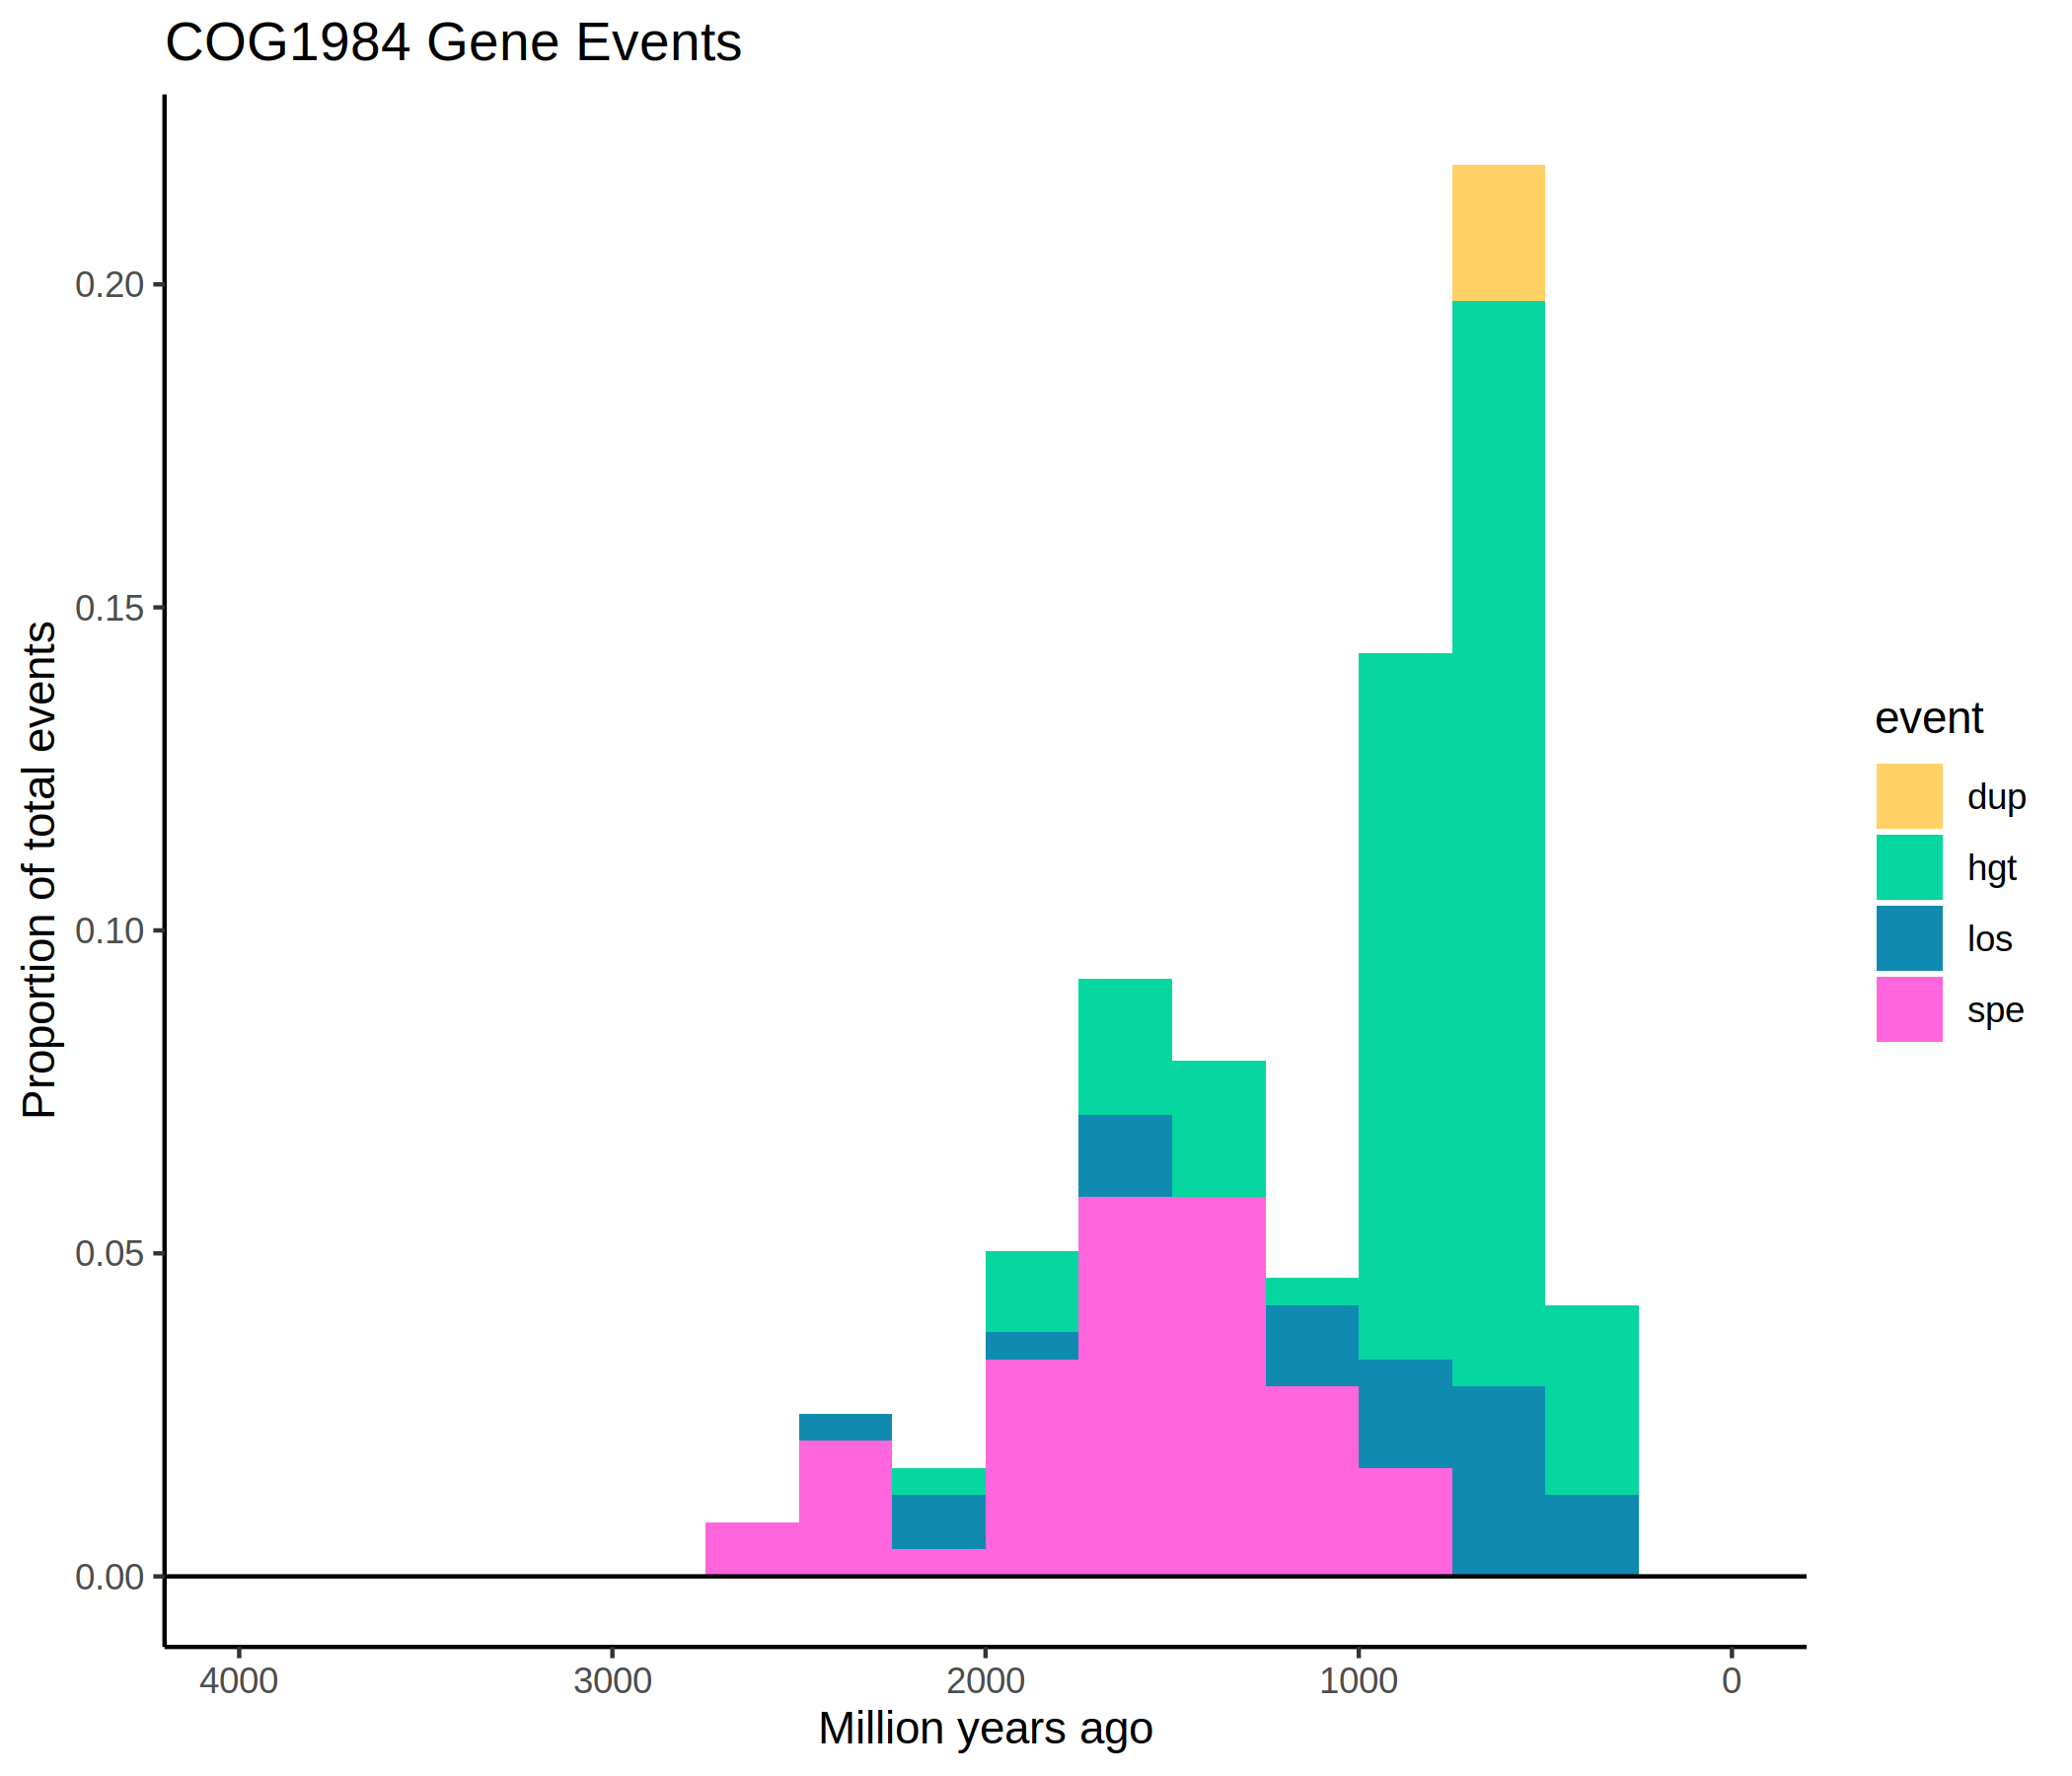 COG1984 Gene Events
Proportion of total events
0.20
0.15
0.10
0.05
0.00
4000 3000 2000 1000 0
Million years ago
event
dup
hgt
los
spe